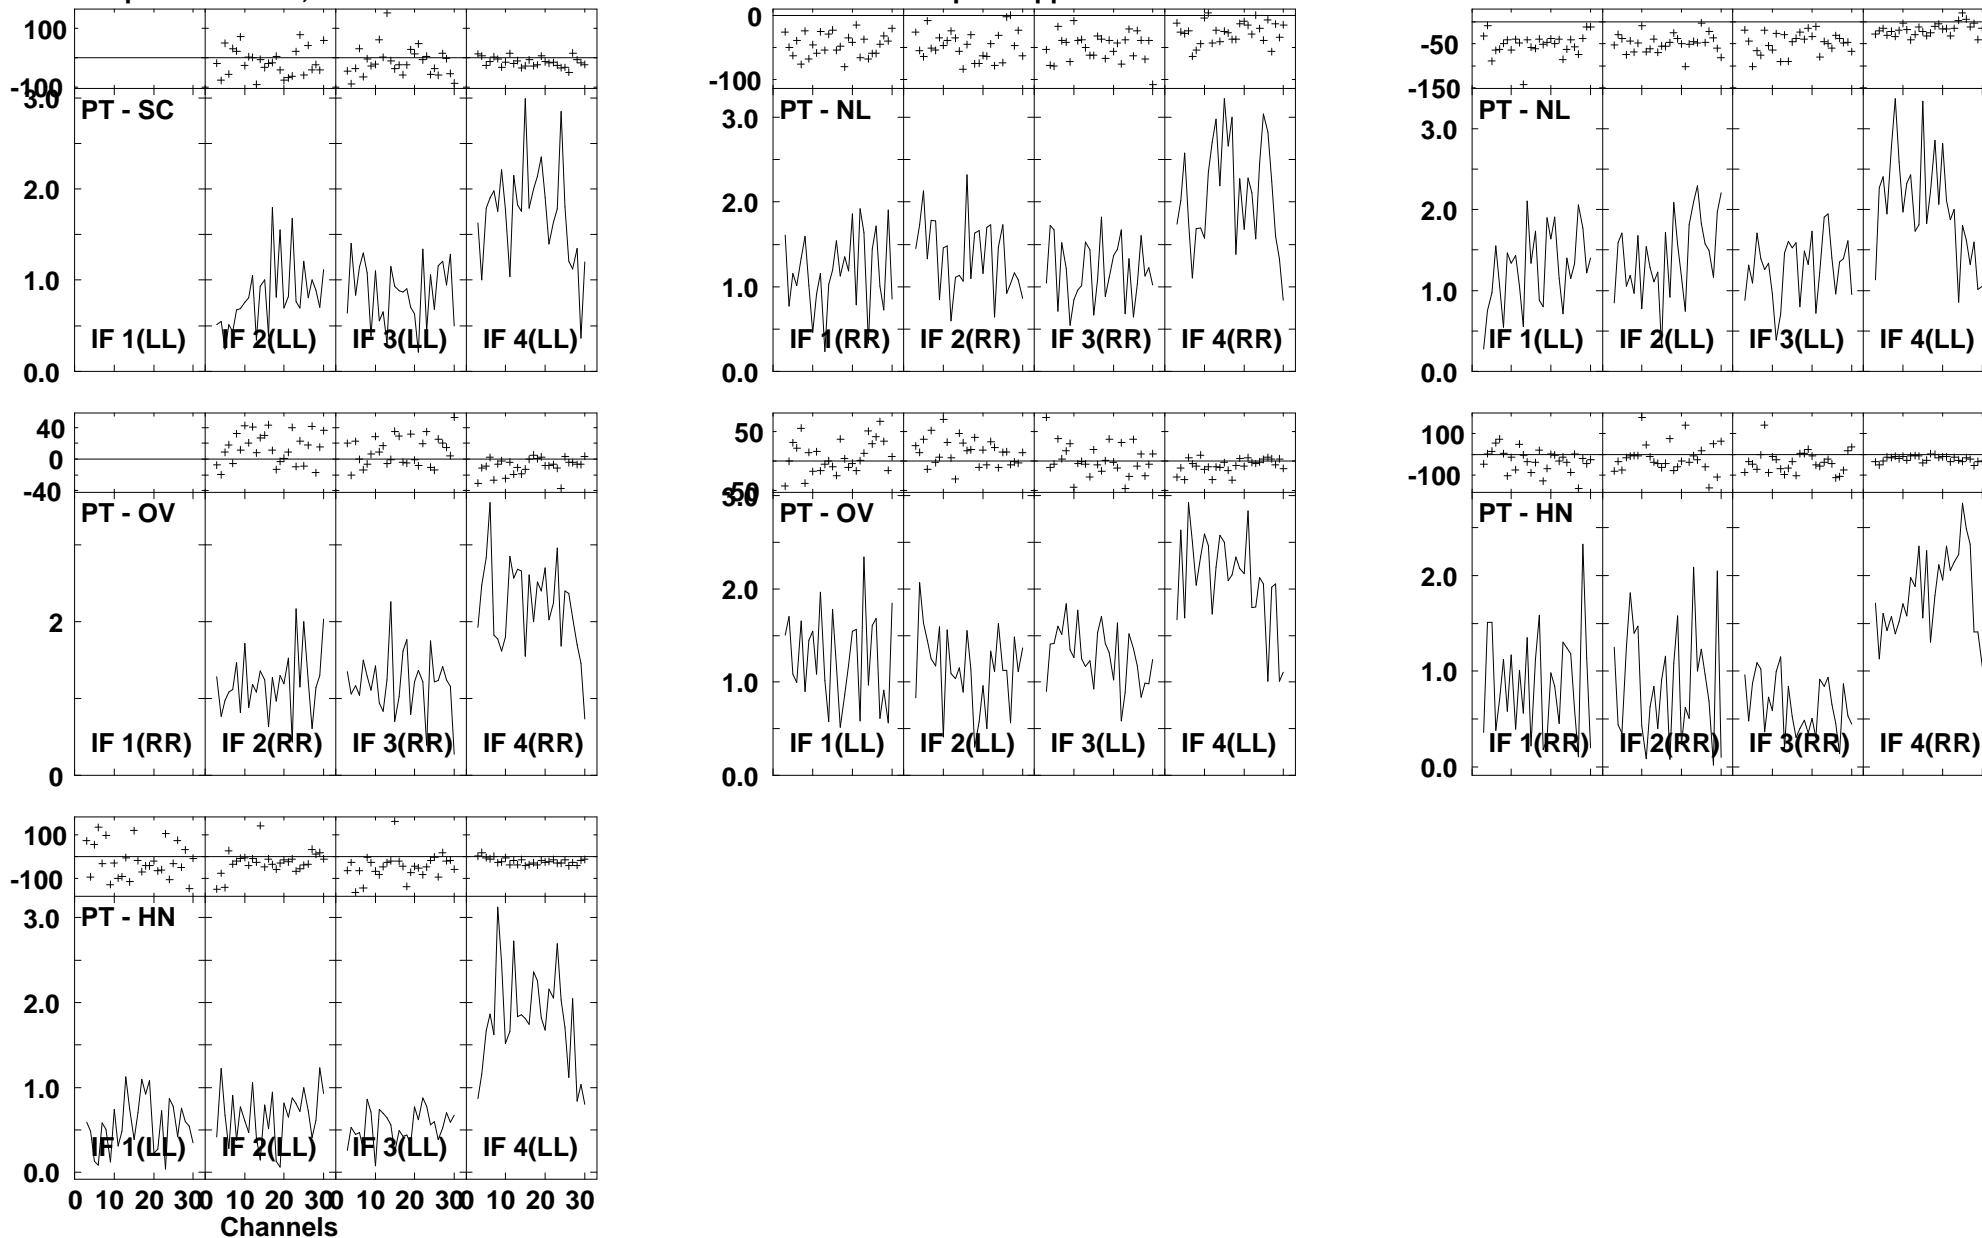 100
-100
3.0
2.0
1.0
0.0
PT - SC
IF 1(LL) IF 2(LL) IF 3(LL) IF 4(LL)
0
-100
3.0
2.0
1.0
0.0
PT - NL
IF 1(RR) IF 2(RR) IF 3(RR) IF 4(RR)
-50
-150
3.0
2.0
1.0
0.0
PT - NL
IF 1(LL) IF 2(LL) IF 3(LL) IF 4(LL)
40
0
-40
2
0
PT - OV
IF 1(RR) IF 2(RR) IF 3(RR) IF 4(RR)
50
-50
3.0
2.0
1.0
0.0
PT - OV
IF 1(LL) IF 2(LL) IF 3(LL) IF 4(LL)
100
-100
2.0
1.0
0.0
PT - HN
IF 1(RR) IF 2(RR) IF 3(RR) IF 4(RR)
100
-100
3.0
2.0
1.0
0.0
PT - HN
IF 1(LL) IF 2(LL) IF 3(LL) IF 4(LL)
0 10 20 30 0 10 20 30 0 10 20 30
Channels